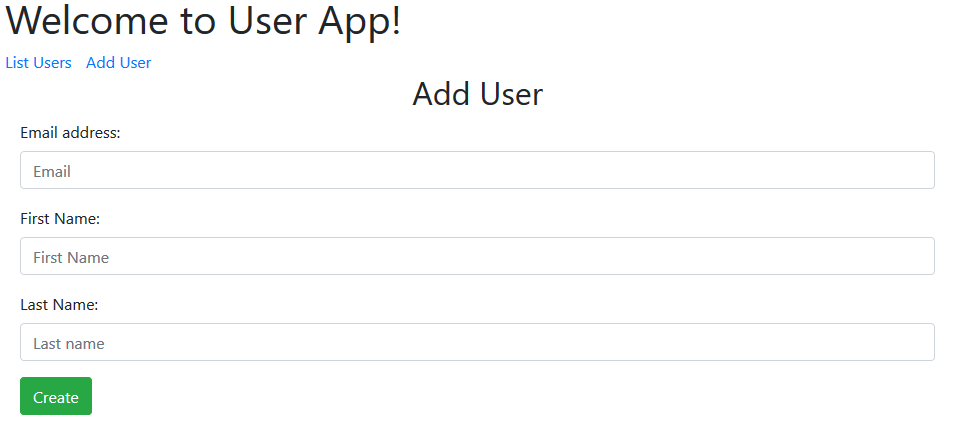 Welcome to User App!
List Users Add User
Add User
Email address:
Email
First Name:
First Name
Last Name:
Last name
Create